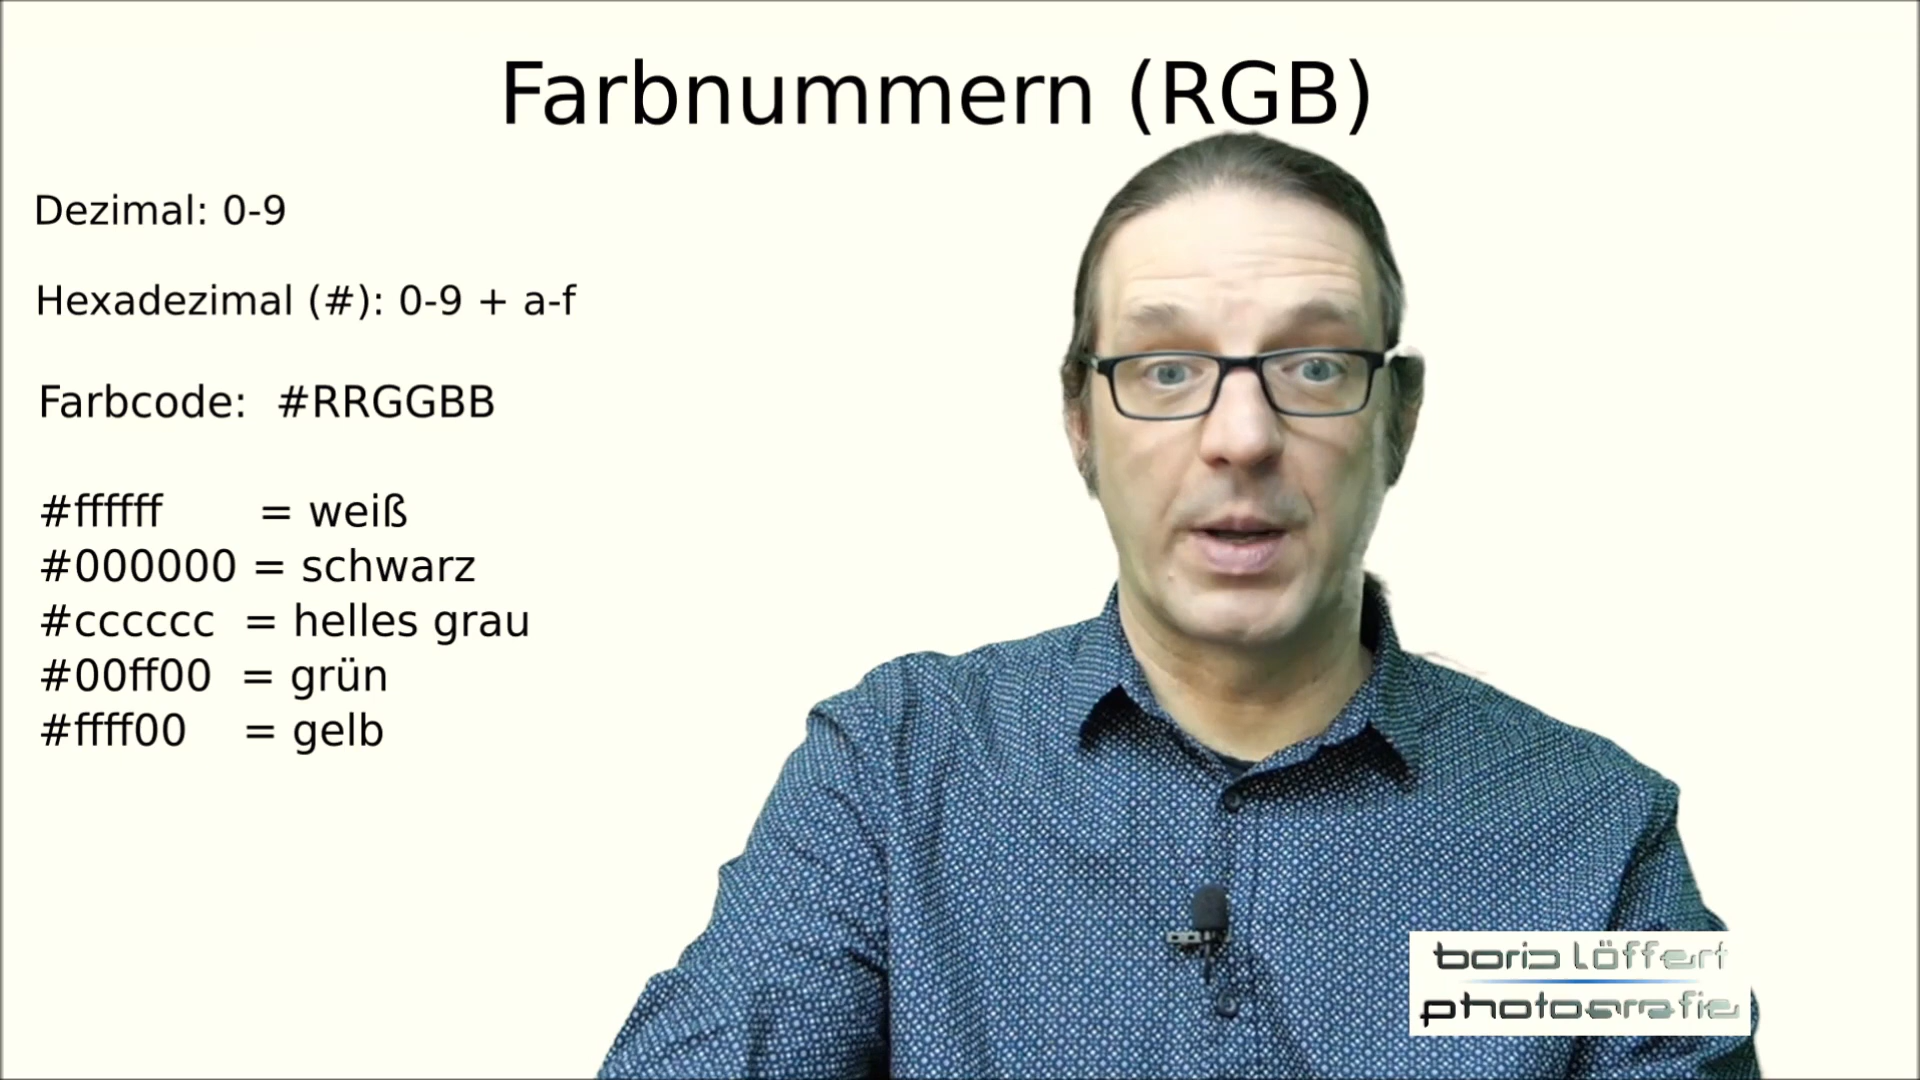 Farbnummern (RGB)
Dezimal: 0-9
Hexadezimal (#): 0-9 + a-f
Farbcode: #RRGGBB
#ffffff = weiß
#000000 = schwarz
#cccccc = helles grau
#00ff00 = grün
#ffff00 = gelb
boris löffert
photografie